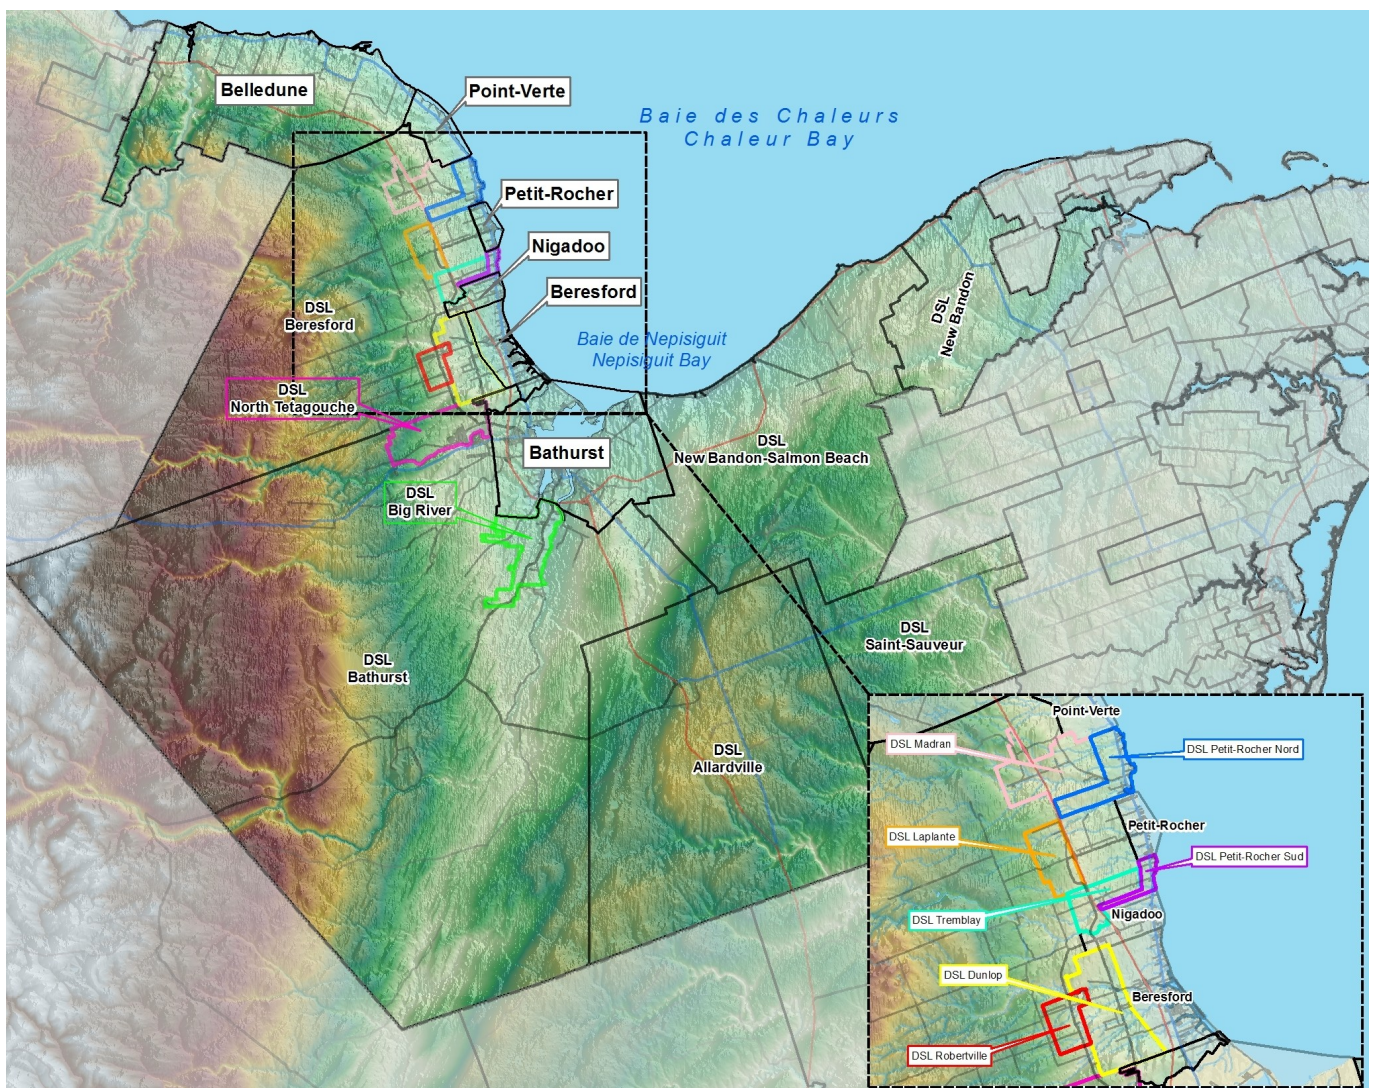 Belledune
Point-Verte
Baie des Chaleurs
Chaleur Bay
Petit-Rocher
Nigadoo
Beresford
DSL
Beresford
Baie de Nepisiguit
Nepisiguit Bay
DSL
New Bandon
DSL
North Tetagouche
Bathurst
DSL
New Bandon-Salmon Beach
DSL
Big River
DSL
Saint-Sauveur
DSL
Bathurst
DSL
Allardville
Point-Verte
DSL Madran
DSL Petit-Rocher Nord
Petit-Rocher
DSL Laplante
DSL Petit-Rocher Sud
DSL Tremblay
Nigadoo
DSL Dunlop
Beresford
DSL Robertville